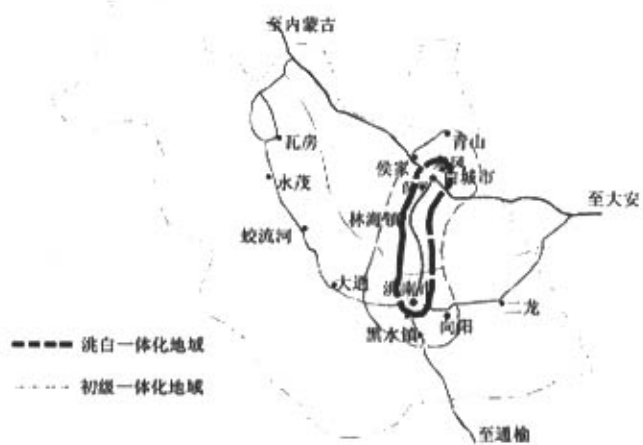 至内蒙古
青山
瓦房
侯家
白城市
永茂
至大安
林海镇
蛟流河
大通
洮南市
二龙
向阳
黑水镇
洮白一体化地域
初级一体化地域
至通榆